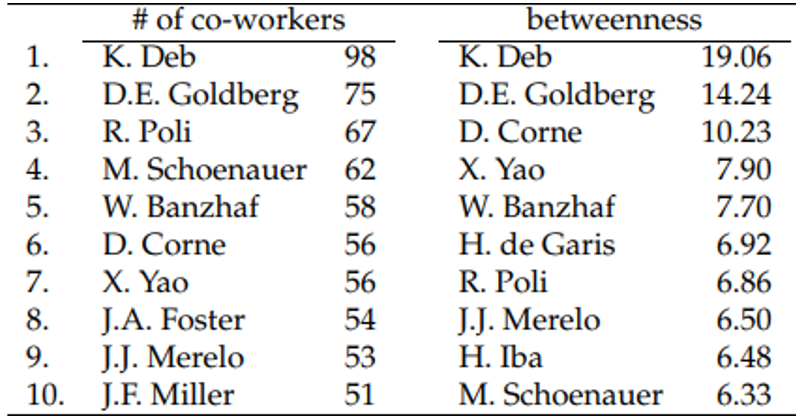 # of co-workers betweenness
1. K. Deb 98 K. Deb 19.06
2. D.E. Goldberg 75 D.E. Goldberg 14.24
3. R. Poli 67 D. Corne 10.23
4. M. Schoenauer 62 X. Yao 7.90
5. W. Banzhaf 58 W. Banzhaf 7.70
6. D. Corne 56 H. de Garis 6.92
7. X. Yao 56 R. Poli 6.86
8. J.A. Foster 54 J.J. Merelo 6.50
9. J.J. Merelo 53 H. Iba 6.48
10. J.F. Miller 51 M. Schoenauer 6.33